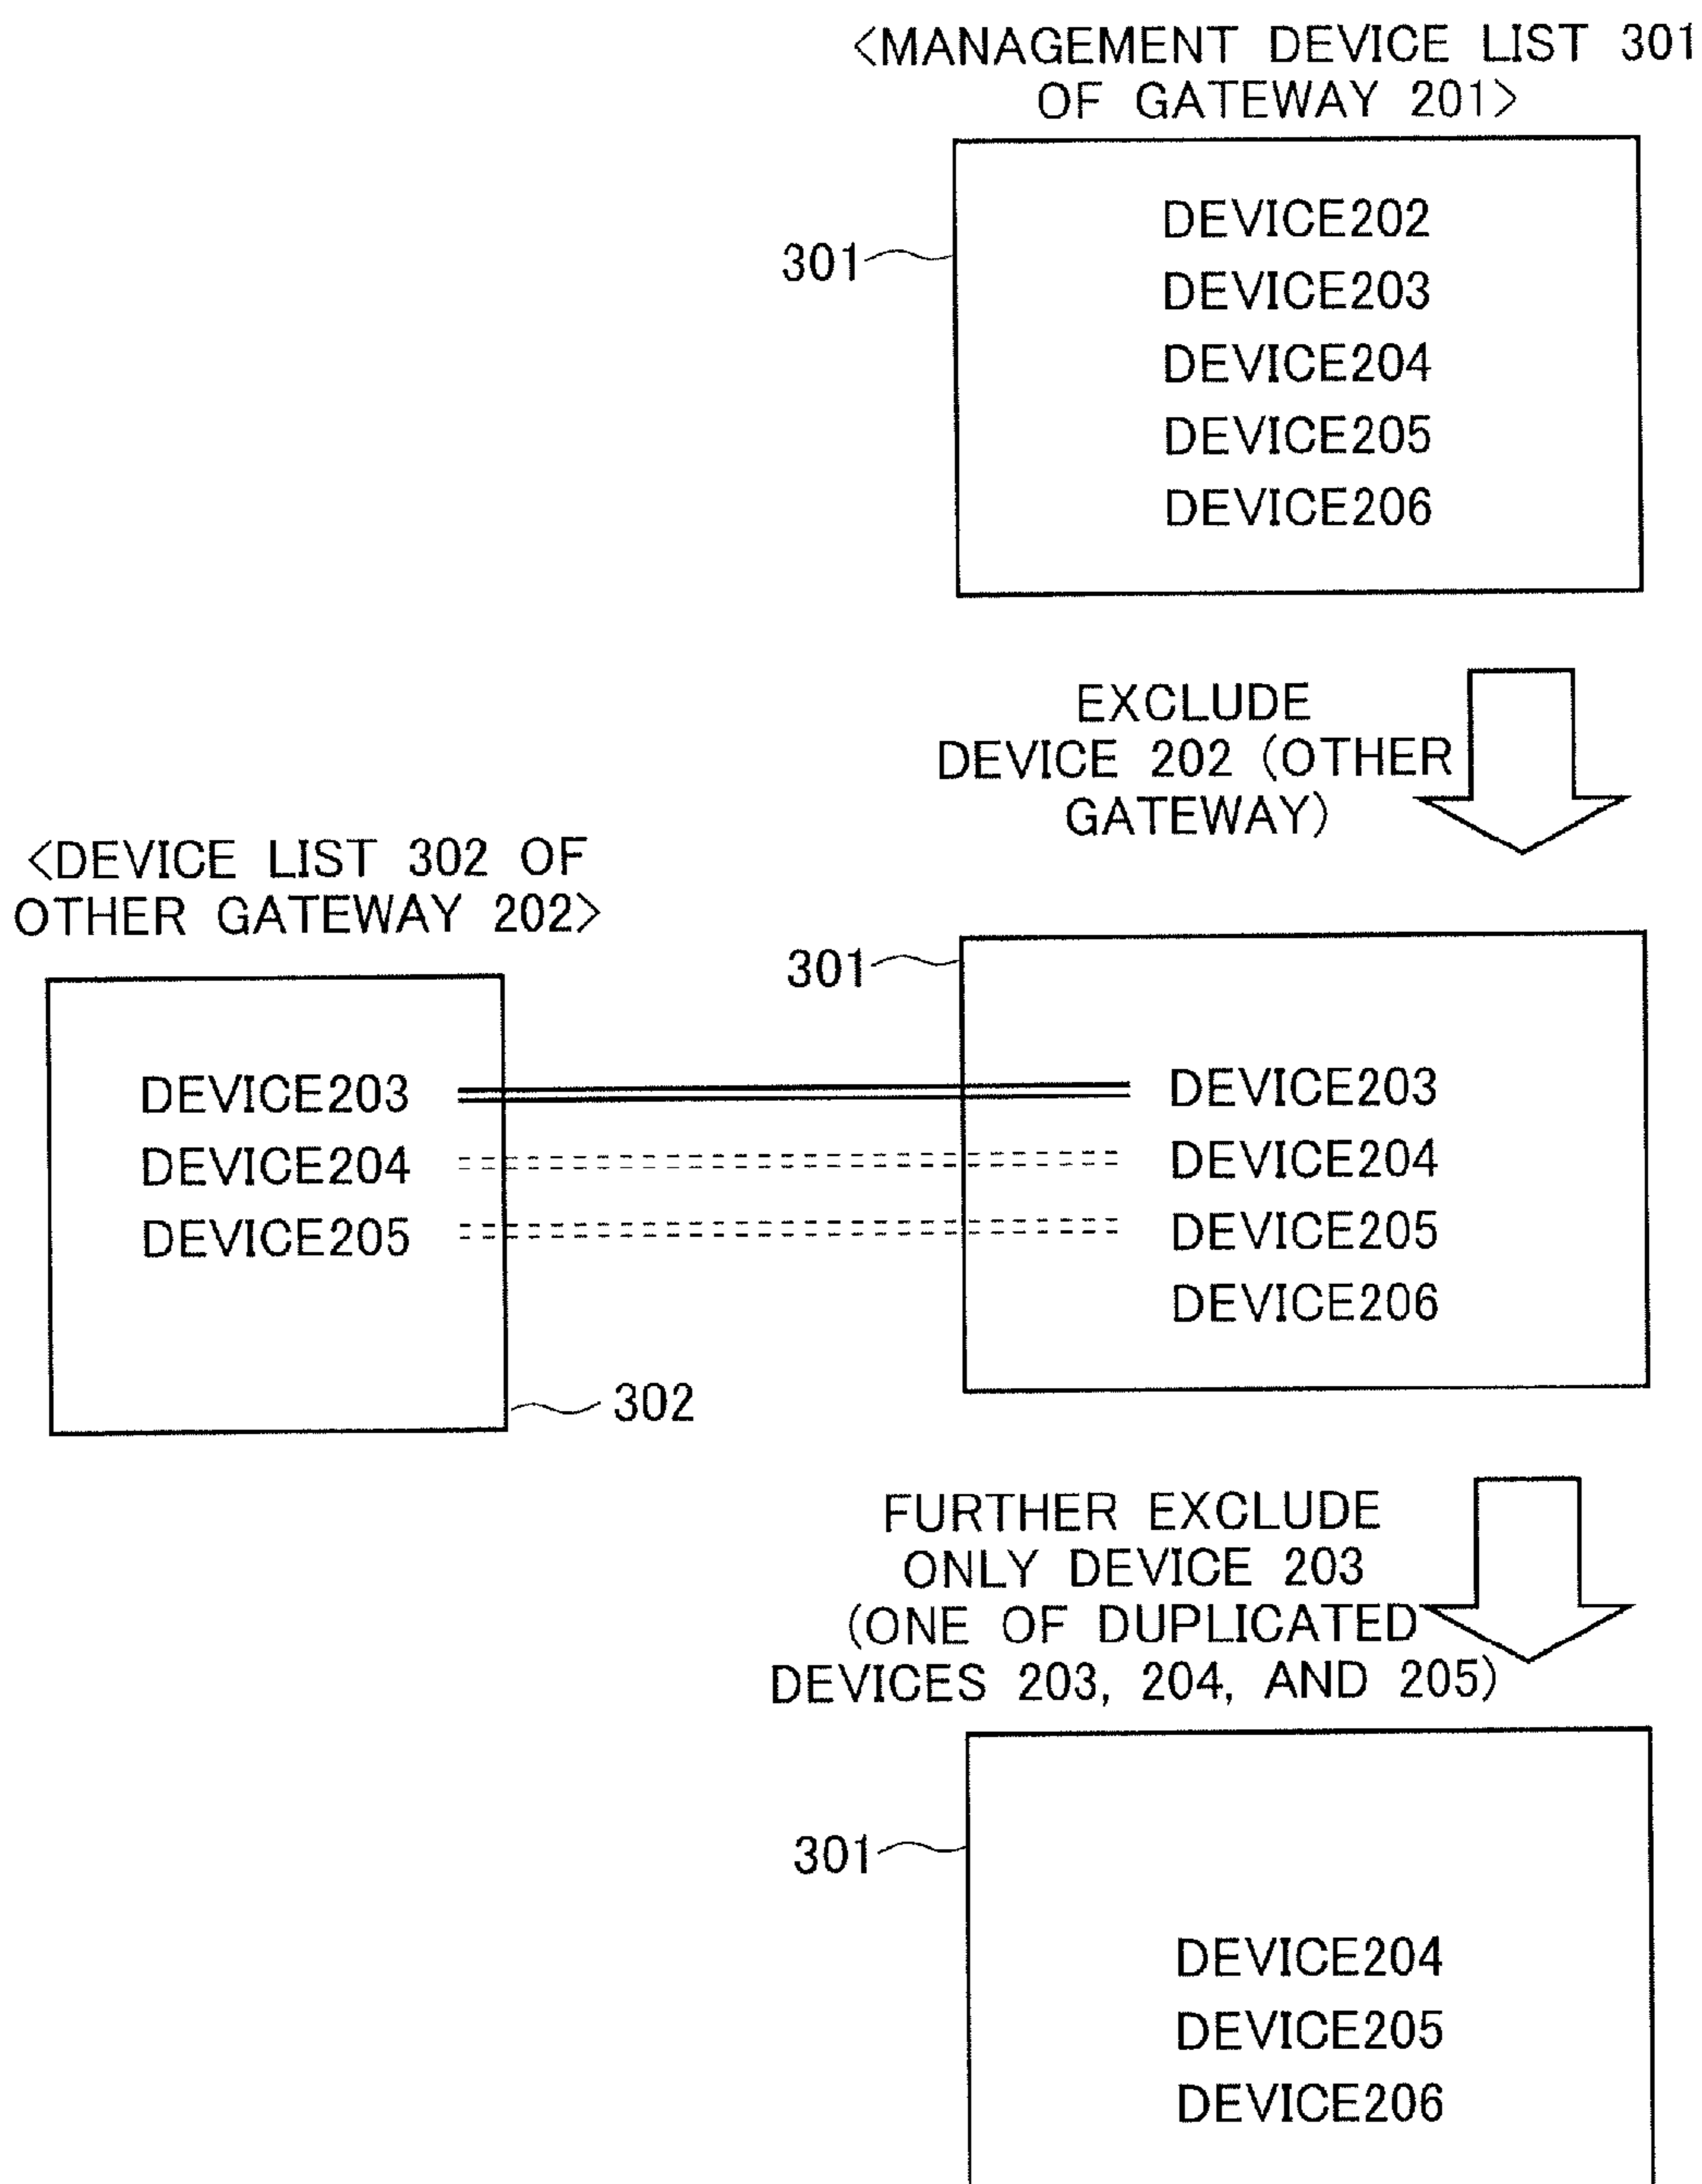 <MANAGEMENT DEVICE LIST 301
OF GATEWAY 201>
301
DEVICE202
DEVICE203
DEVICE204
DEVICE205
DEVICE206
EXCLUDE
DEVICE 202 (OTHER
GATEWAY)
<DEVICE LIST 302 OF
OTHER GATEWAY 202>
DEVICE203
DEVICE204
DEVICE205
302
301
DEVICE203
DEVICE204
DEVICE205
DEVICE206
FURTHER EXCLUDE
ONLY DEVICE 203
(ONE OF DUPLICATED
DEVICES 203, 204, AND 205)
301
DEVICE204
DEVICE205
DEVICE206